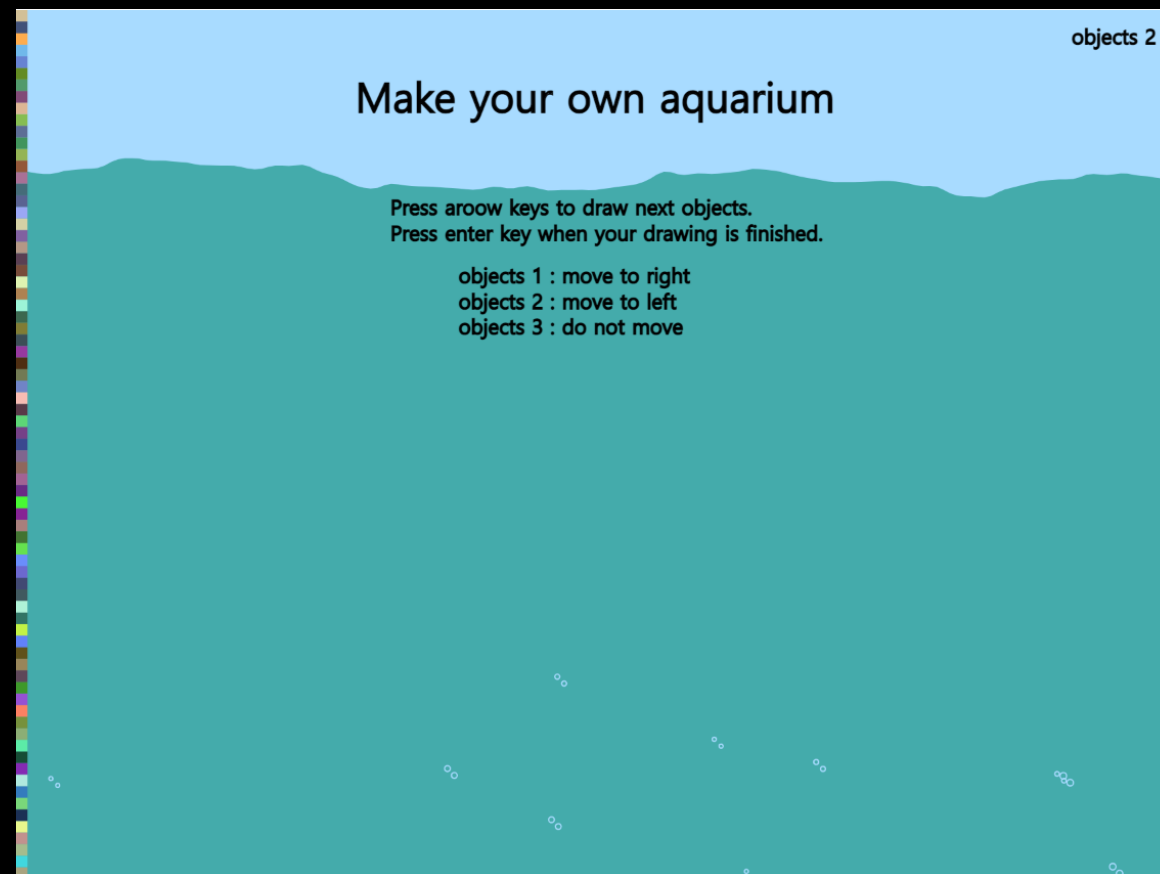 objects 2
Make your own aquarium
Press aroow keys to draw next objects.
Press enter key when your drawing is finished.
objects 1 : move to right
objects 2 : move to left
objects 3 : do not move